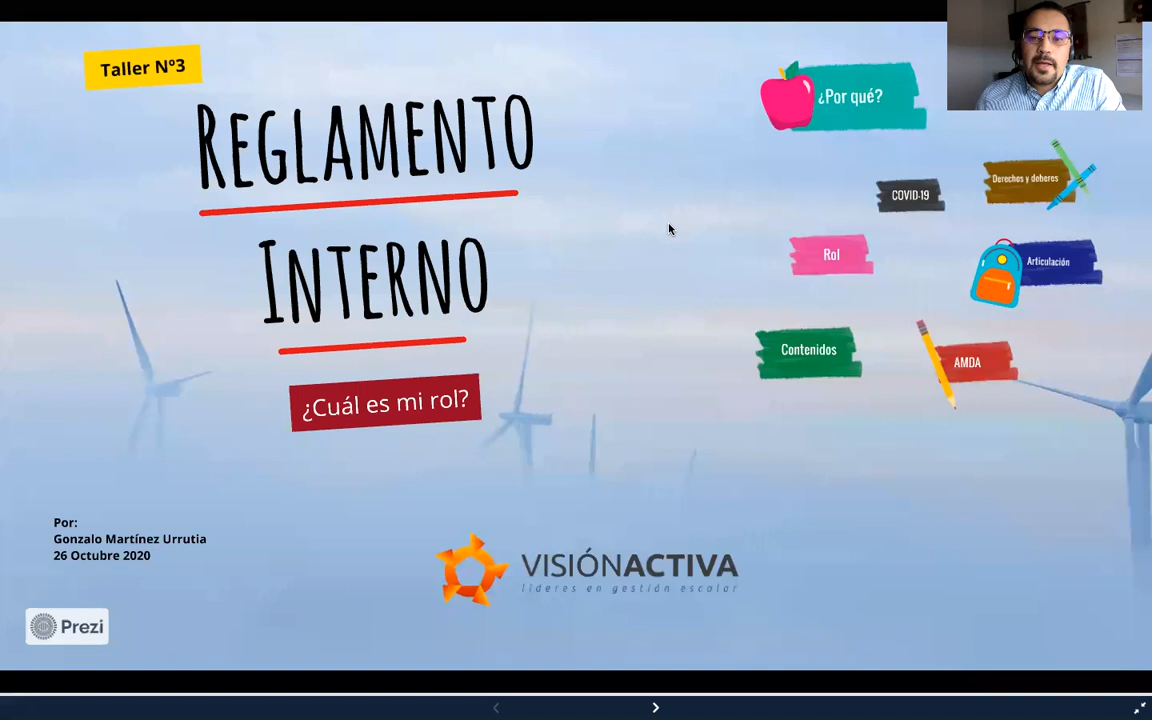 Taller Nº3
REGLAMENTO
INTERNO
¿Cuál es mi rol?
¿Por qué?
Derechos y deberes
COVID-19
Rol
Articulación
Contenidos
AMDA
Por:
Gonzalo Martínez Urrutia
26 Octubre 2020
VISIÓNACTIVA
líderes en gestión escolar
Prezi